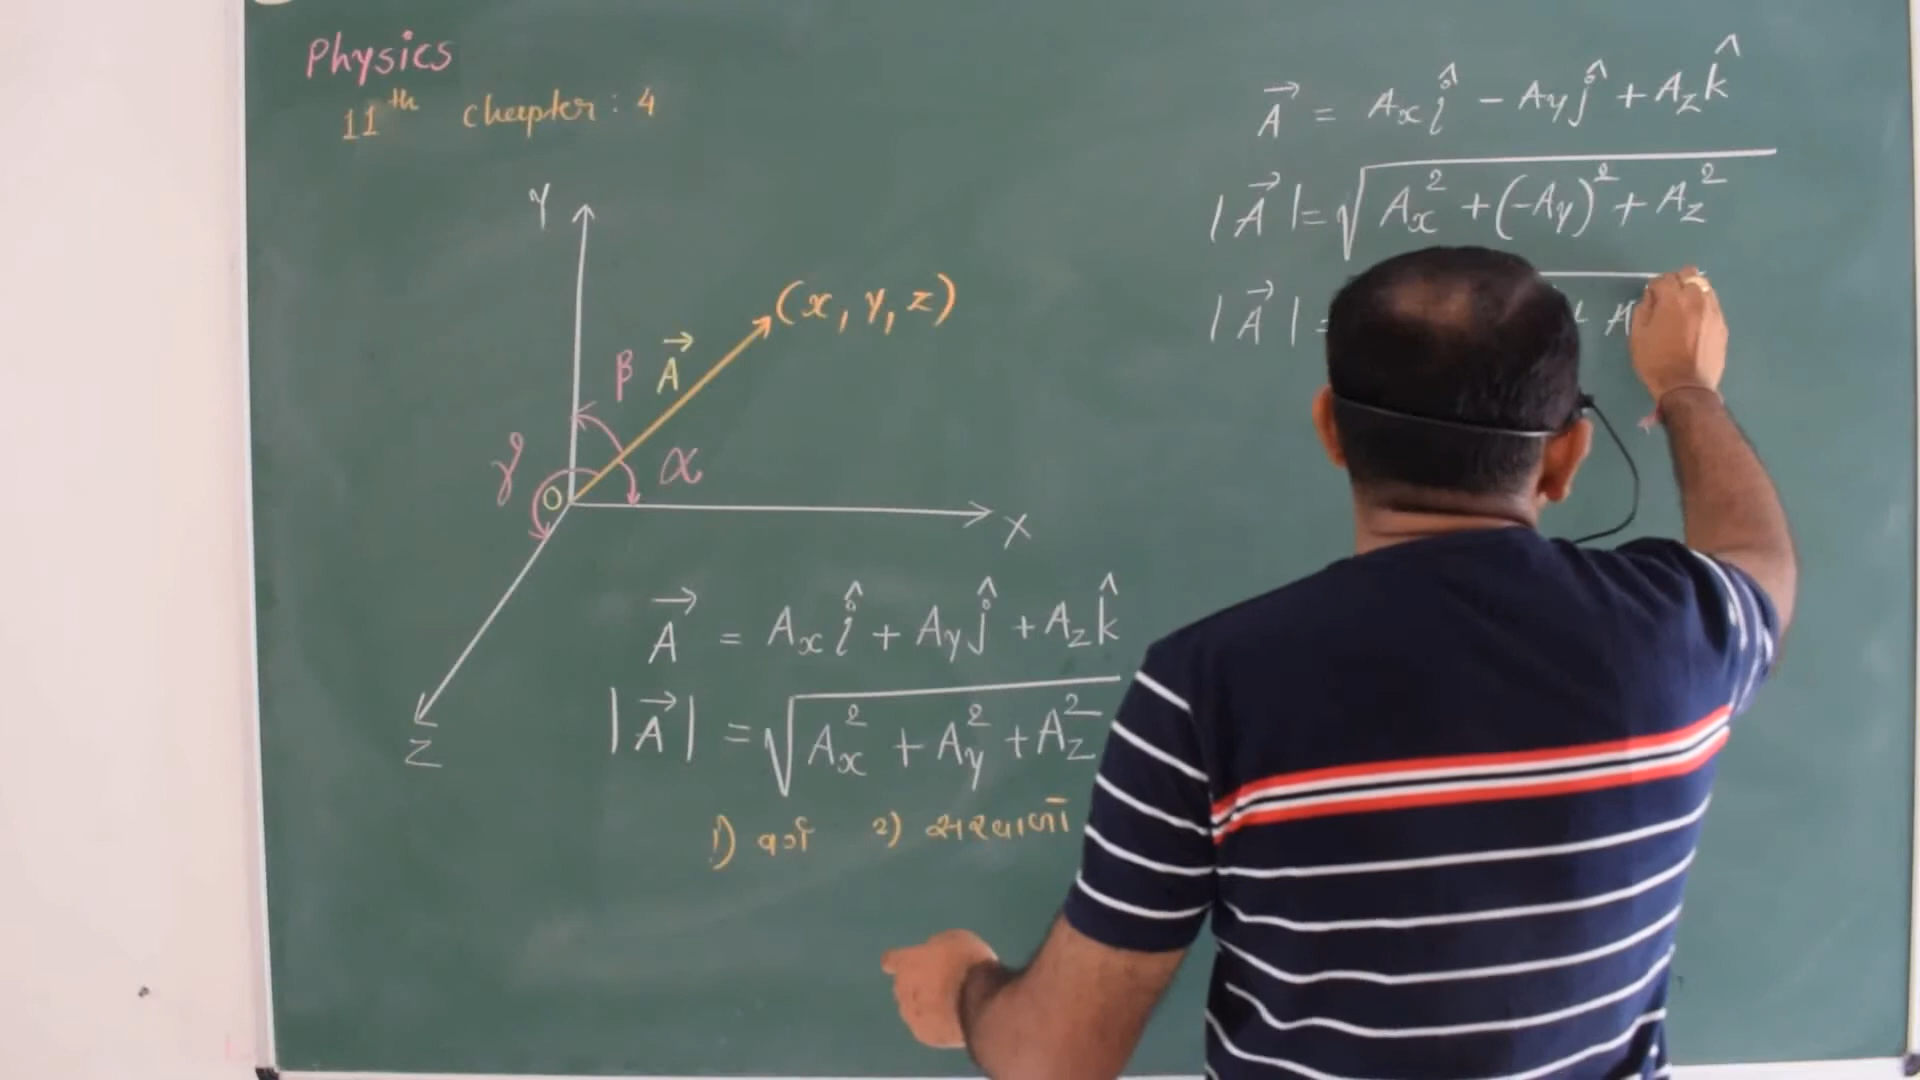 Physics
11th Chapter : 4
Y
(x, y, z)
β
A⃗
γ
α
O
X
Z
A⃗ = Axî + Ayĵ + Azk̂
|A⃗| = √Ax² + Ay² + Az²
1) વર્ગ 2) સરવાળો
A⃗ = Axî - Ayĵ + Azk̂
|A⃗| = √Ax² + (-Ay)² + Az²
|A⃗| =